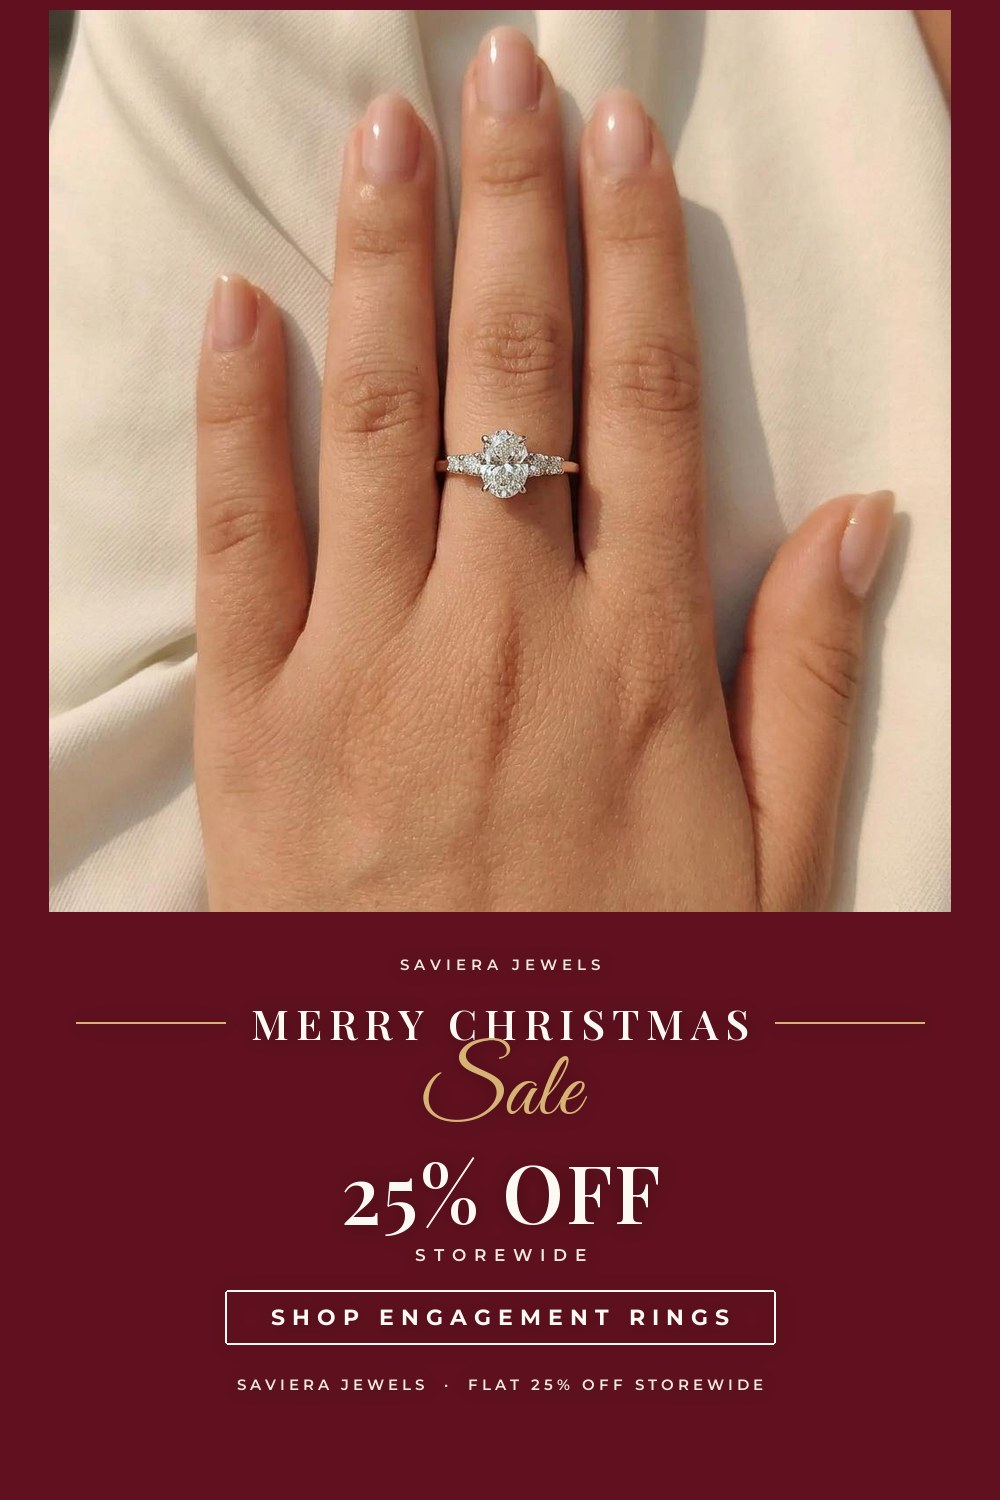 SAVIERA JEWELS
MERRY CHRISTMAS
Sale
25% OFF
STOREWIDE
SHOP ENGAGEMENT RINGS
SAVIERA JEWELS · FLAT 25% OFF STOREWIDE